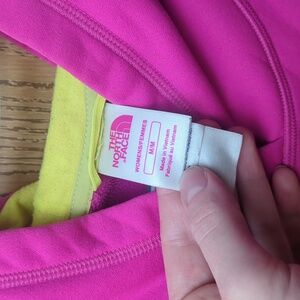 THE
NORTH
FACE
WOMENS/FEMMES
M/M
Made in Vietnam
Fabriqué au Vietnam